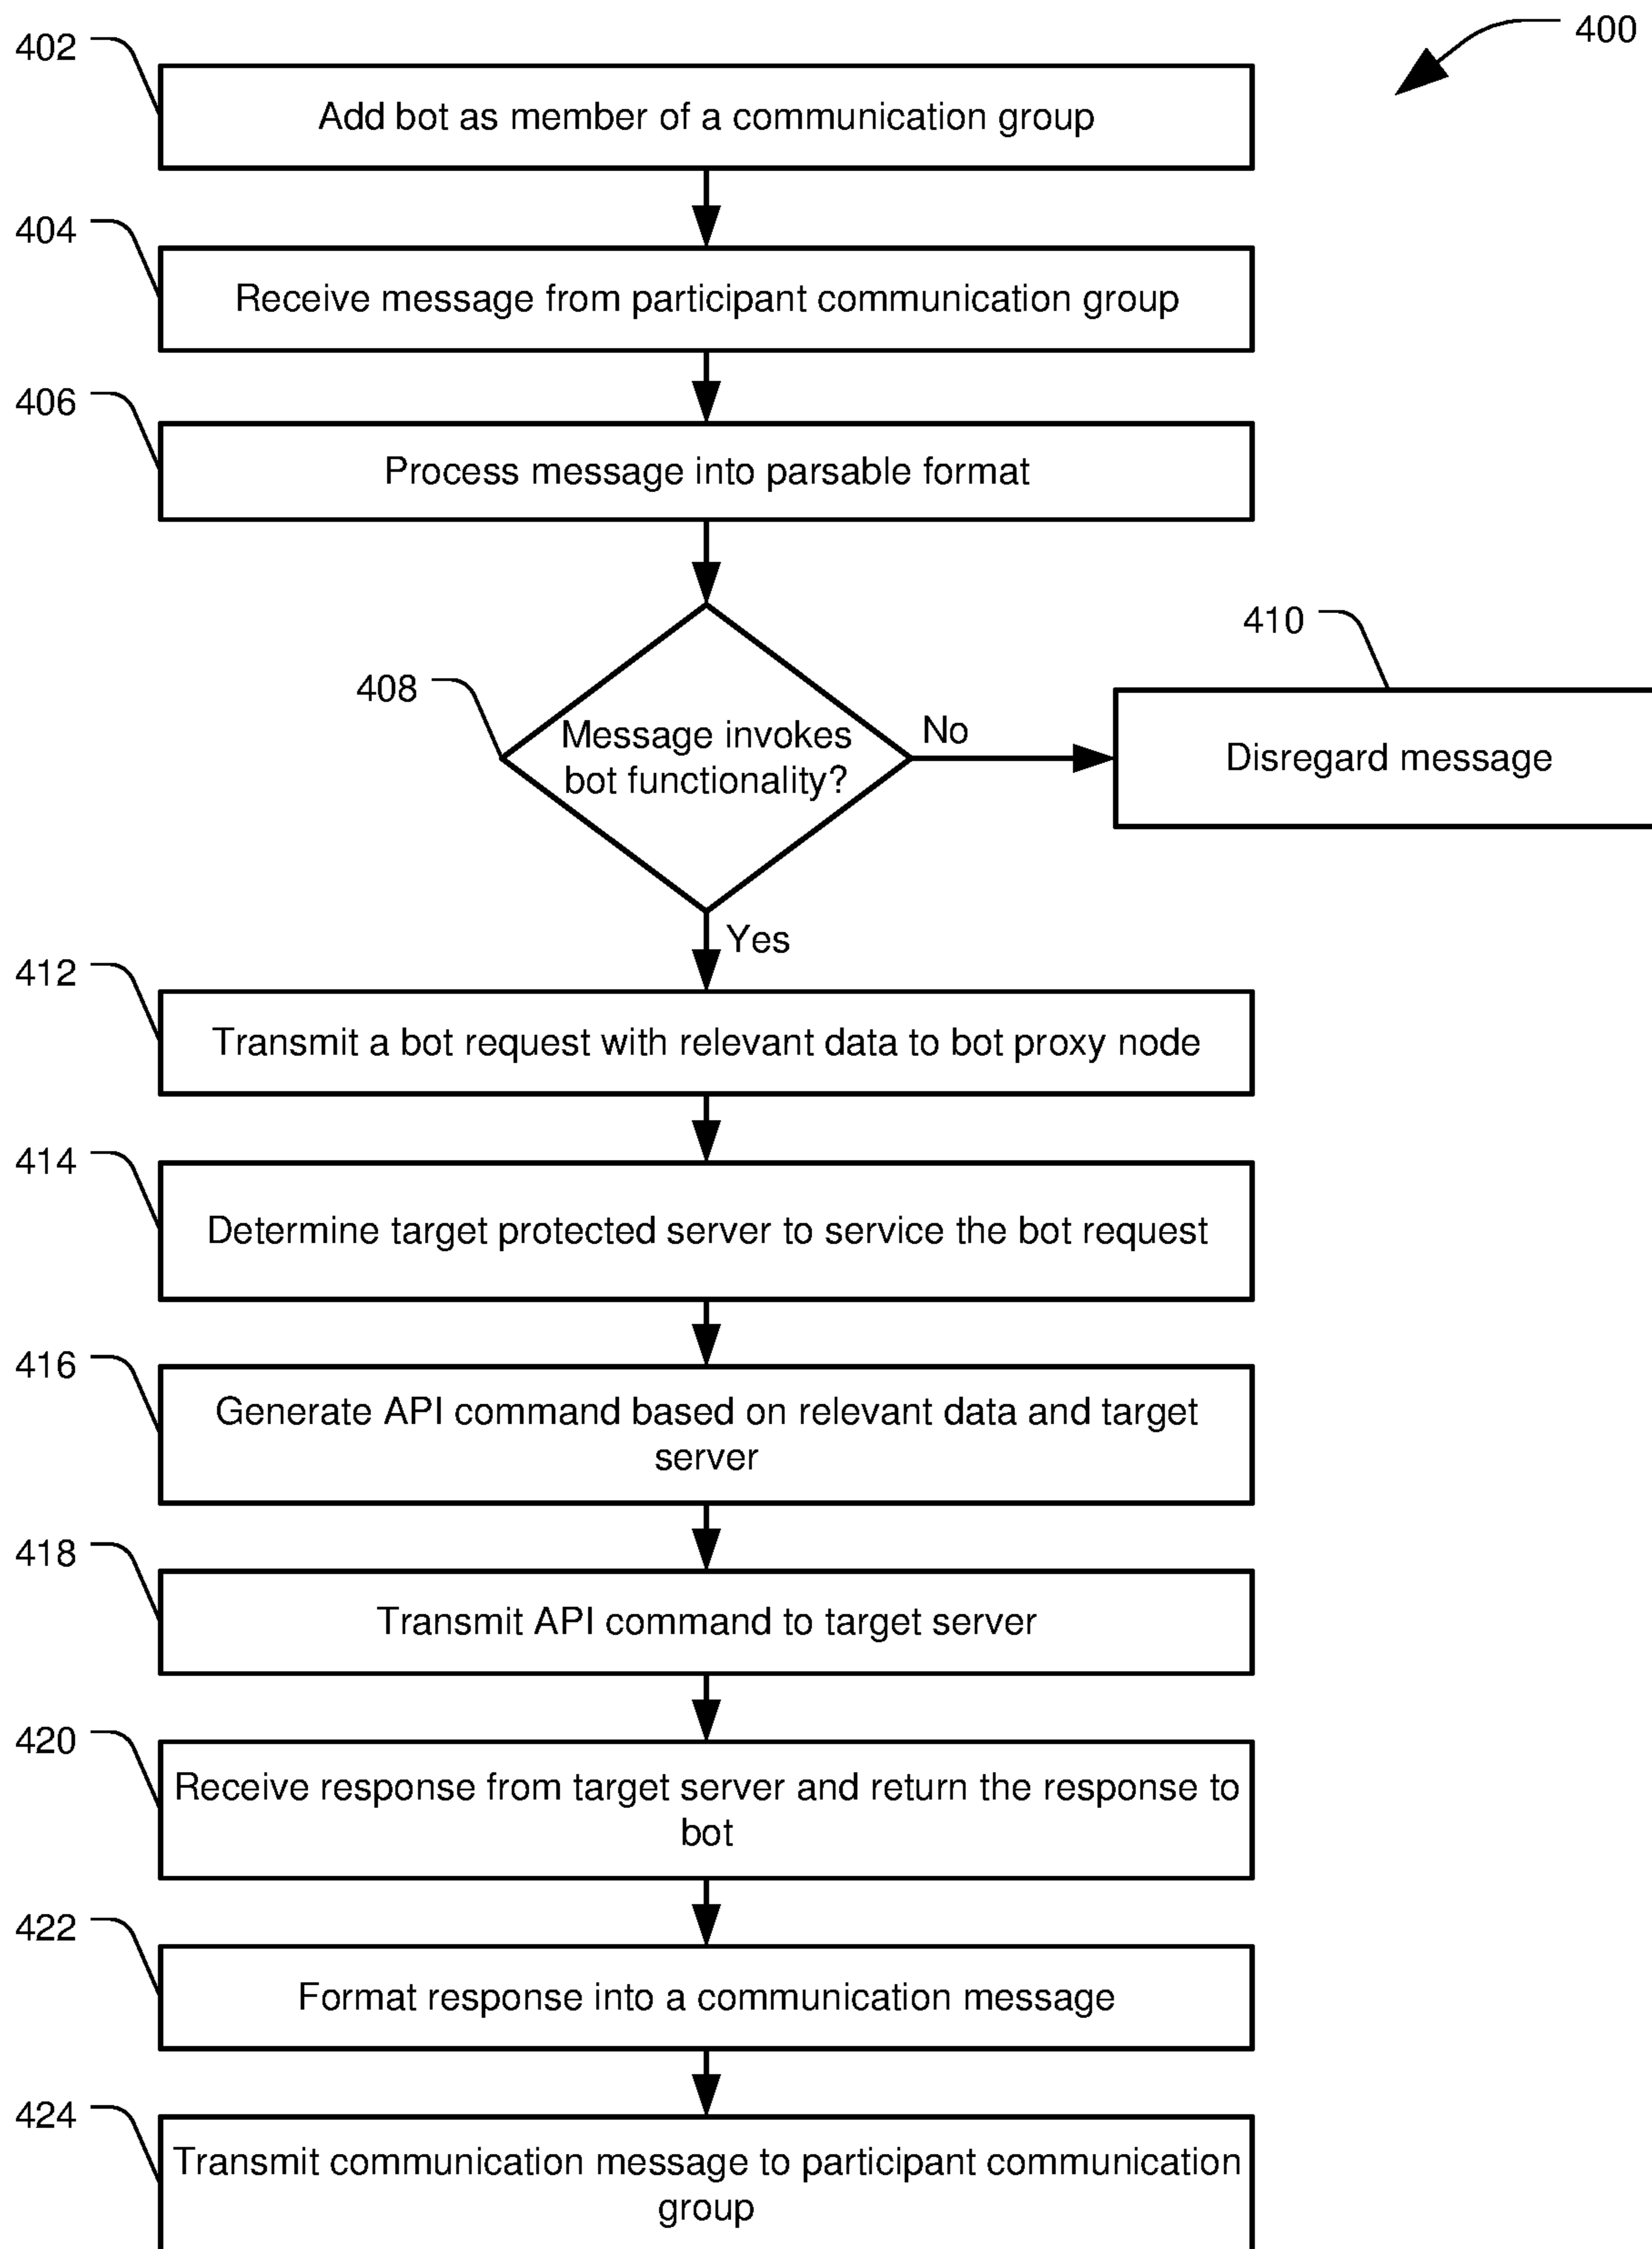 400
402
Add bot as member of a communication group
404
Receive message from participant communication group
406
Process message into parsable format
408
Message invokes
bot functionality?
No
410
Disregard message
Yes
412
Transmit a bot request with relevant data to bot proxy node
414
Determine target protected server to service the bot request
416
Generate API command based on relevant data and target
server
418
Transmit API command to target server
420
Receive response from target server and return the response to
bot
422
Format response into a communication message
424
Transmit communication message to participant communication
group